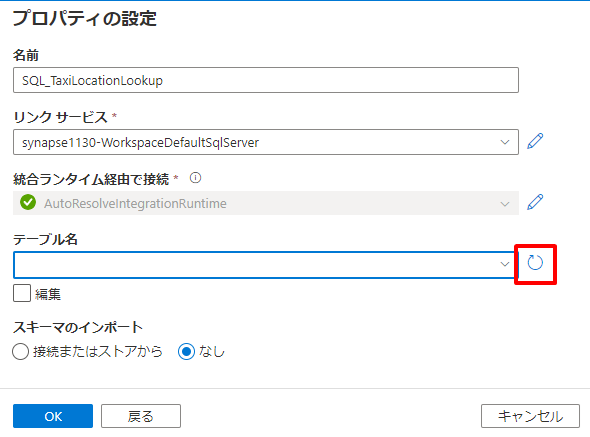 プロパティの設定
名前
SQL_TaxiLocationLookup
リンク サービス *
synapse1130-WorkspaceDefaultSqlServer
統合ランタイム経由で接続 *
AutoResolveIntegrationRuntime
テーブル名
編集
スキーマのインポート
接続またはストアから なし
OK 戻る キャンセル